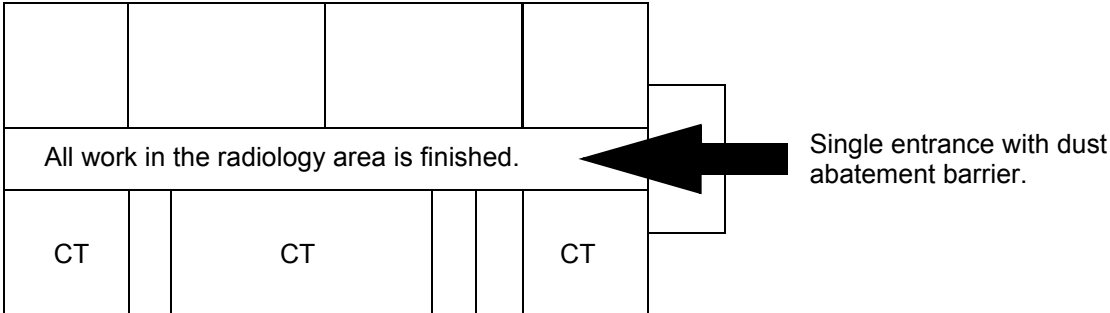 All work in the radiology area is finished.
Single entrance with dust
abatement barrier.
CT
CT
CT